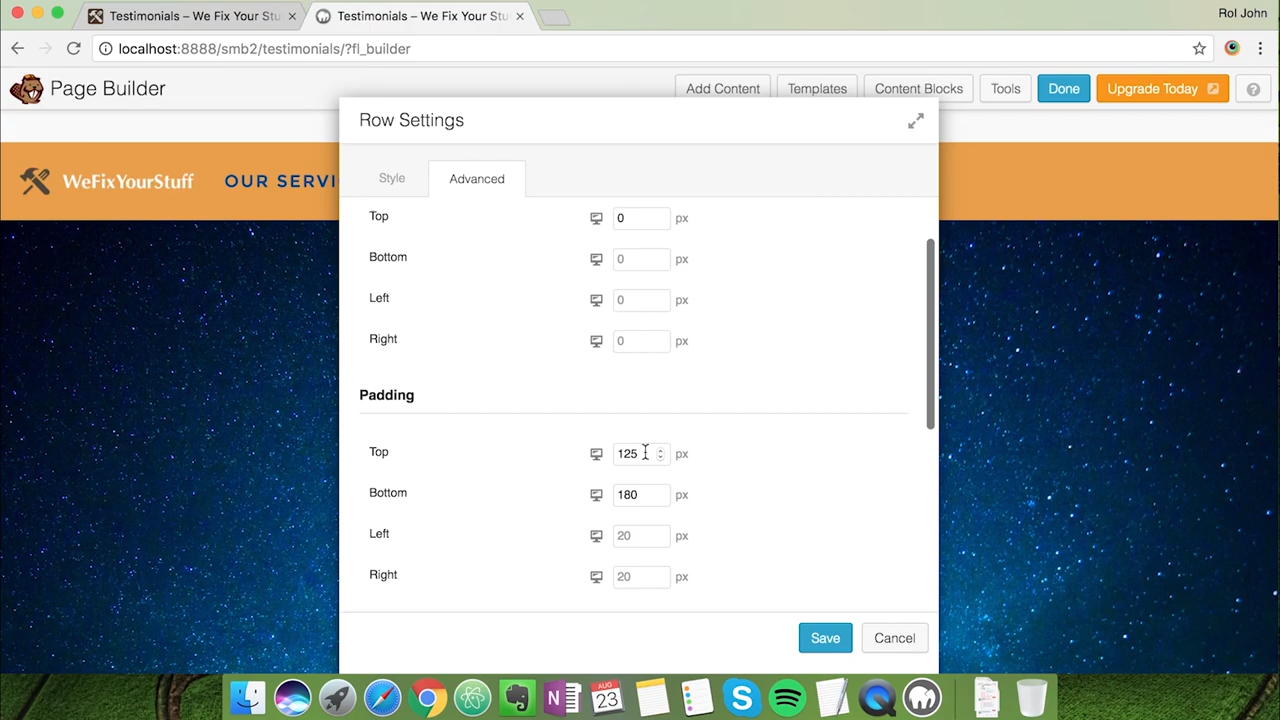 Testimonials – We Fix Your Stu
Testimonials – We Fix Your Stu
Rol John
localhost:8888/smb2/testimonials/?fl_builder
Page Builder
Add Content
Templates
Content Blocks
Tools
Done
Upgrade Today
?
Row Settings
WeFixYourStuff
OUR SERVI
Style
Advanced
Top
0
px
Bottom
0
px
Left
0
px
Right
0
px
Padding
Top
125
px
Bottom
180
px
Left
20
px
Right
20
px
Save
Cancel
AUG
23
N
S